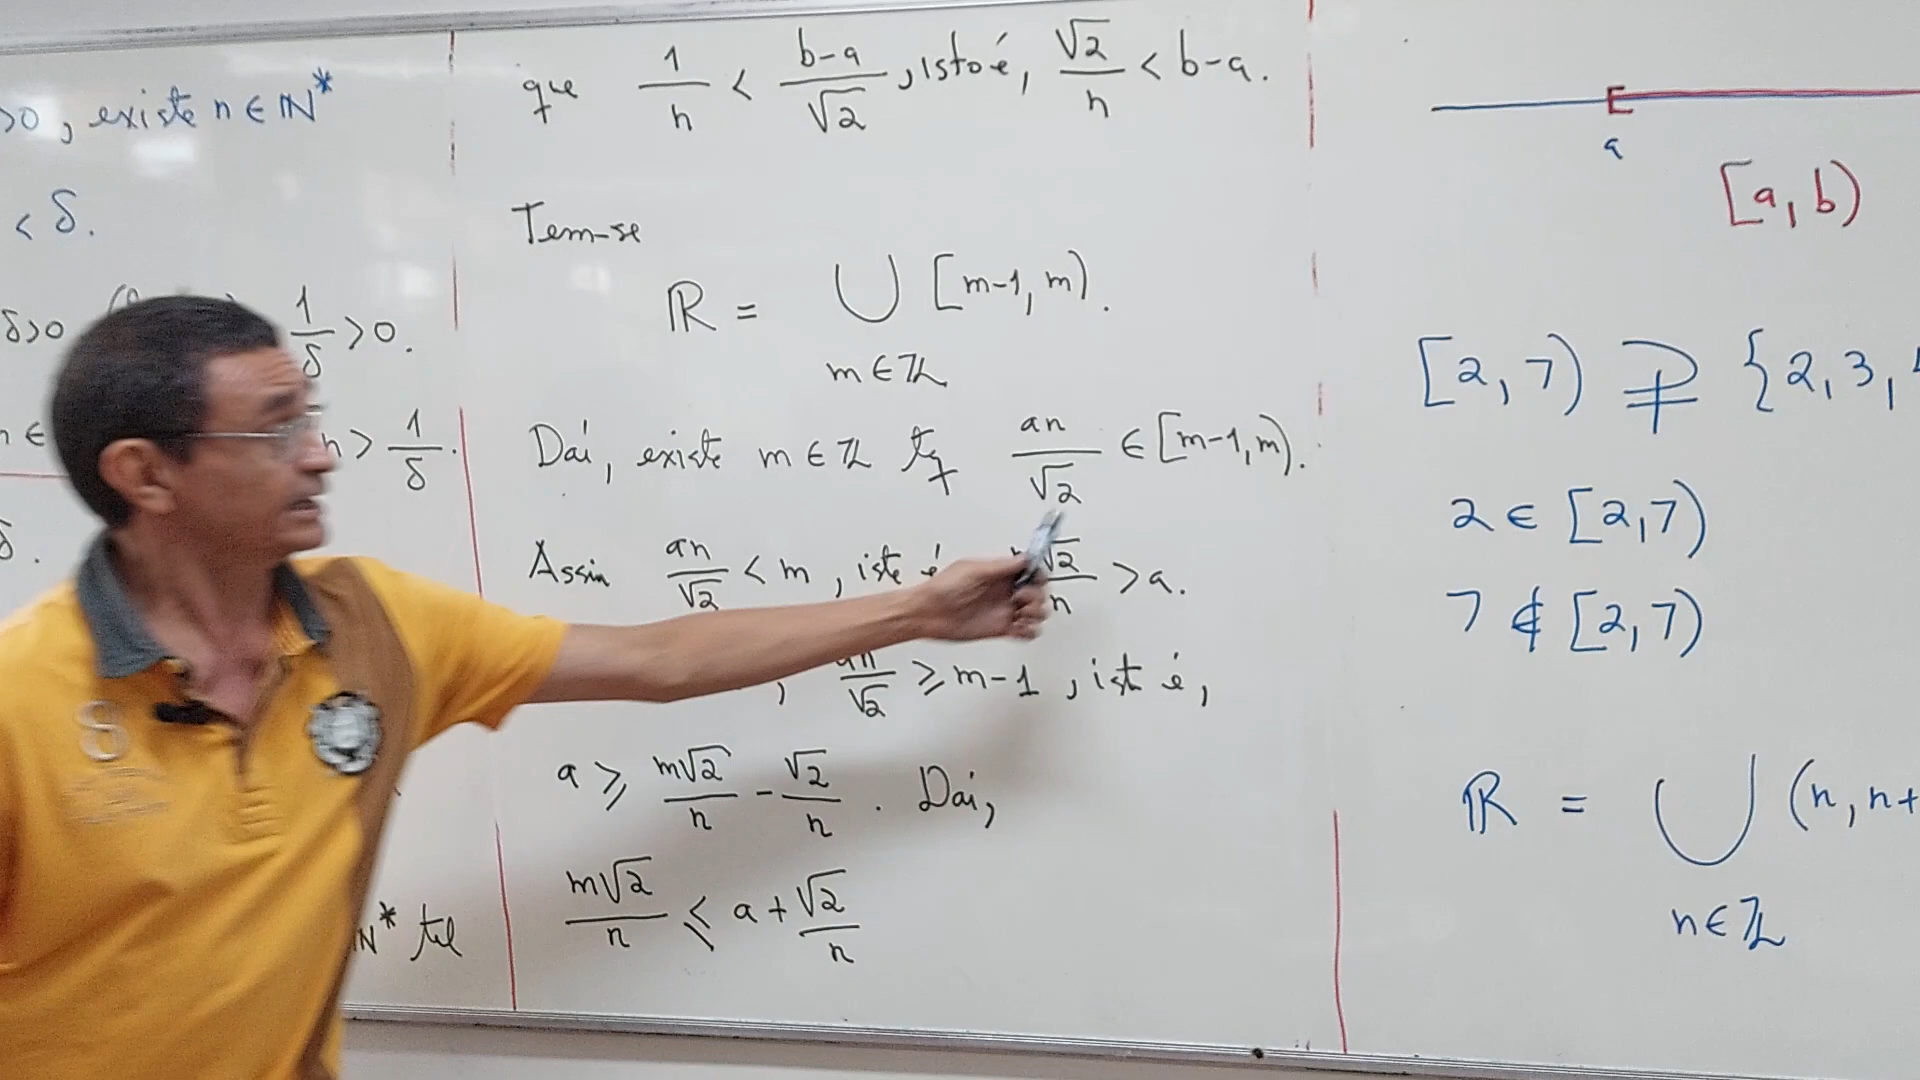 >0, existe n ∈ ℕ*
< δ.
δ>0
1/δ > 0.
n ∈
n > 1/δ.
δ.
ℕ* tal
que 1/n < (b-a)/√2, isto é, √2/n < b-a.
Tem-se
ℝ = ⋃ [m-1, m).
m ∈ ℤ
Daí, existe m ∈ ℤ tq an/√2 ∈ [m-1, m).
Assim an/√2 < m, isto é √2/n > a.
, an/√2 ⩾ m-1, isto é,
a ⩾ m√2/n - √2/n. Daí,
m√2/n ⩽ a + √2/n
a
[a, b)
[2, 7) ⊋ {2, 3,
2 ∈ [2, 7)
7 ∉ [2, 7)
ℝ = ⋃ (n, n+
n ∈ ℤ